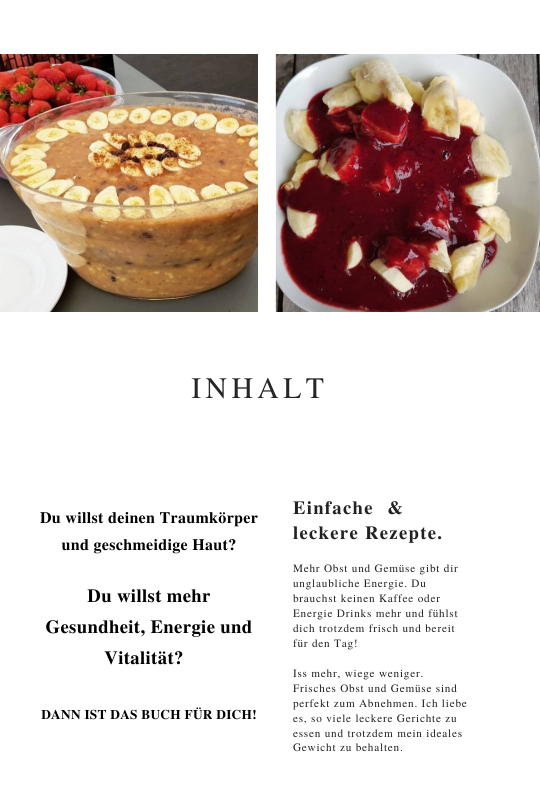 INHALT
Du willst deinen Traumkörper
und geschmeidige Haut?
Du willst mehr
Gesundheit, Energie und
Vitalität?
DANN IST DAS BUCH FÜR DICH!
Einfache &
leckere Rezepte.
Mehr Obst und Gemüse gibt dir
unglaubliche Energie. Du
brauchst keinen Kaffee oder
Energie Drinks mehr und fühlst
dich trotzdem frisch und bereit
für den Tag!
Iss mehr, wiege weniger.
Frisches Obst und Gemüse sind
perfekt zum Abnehmen. Ich liebe
es, so viele leckere Gerichte zu
essen und trotzdem mein ideales
Gewicht zu behalten.